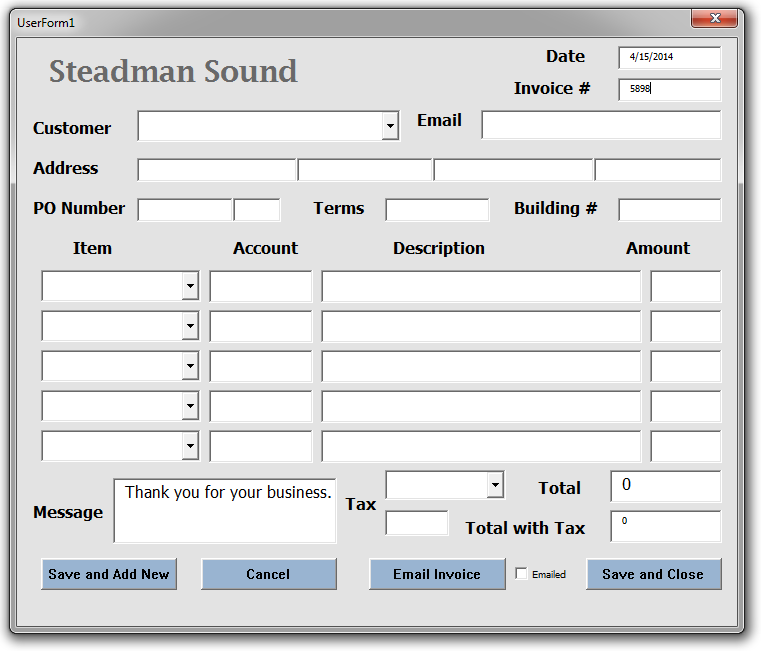 UserForm1
Steadman Sound
Date 4/15/2014
Invoice # 5898
Customer Email
Address
PO Number Terms Building #
Item Account Description Amount
Message Thank you for your business.
Tax
Total 0
Total with Tax 0
Save and Add New Cancel Email Invoice Emailed Save and Close